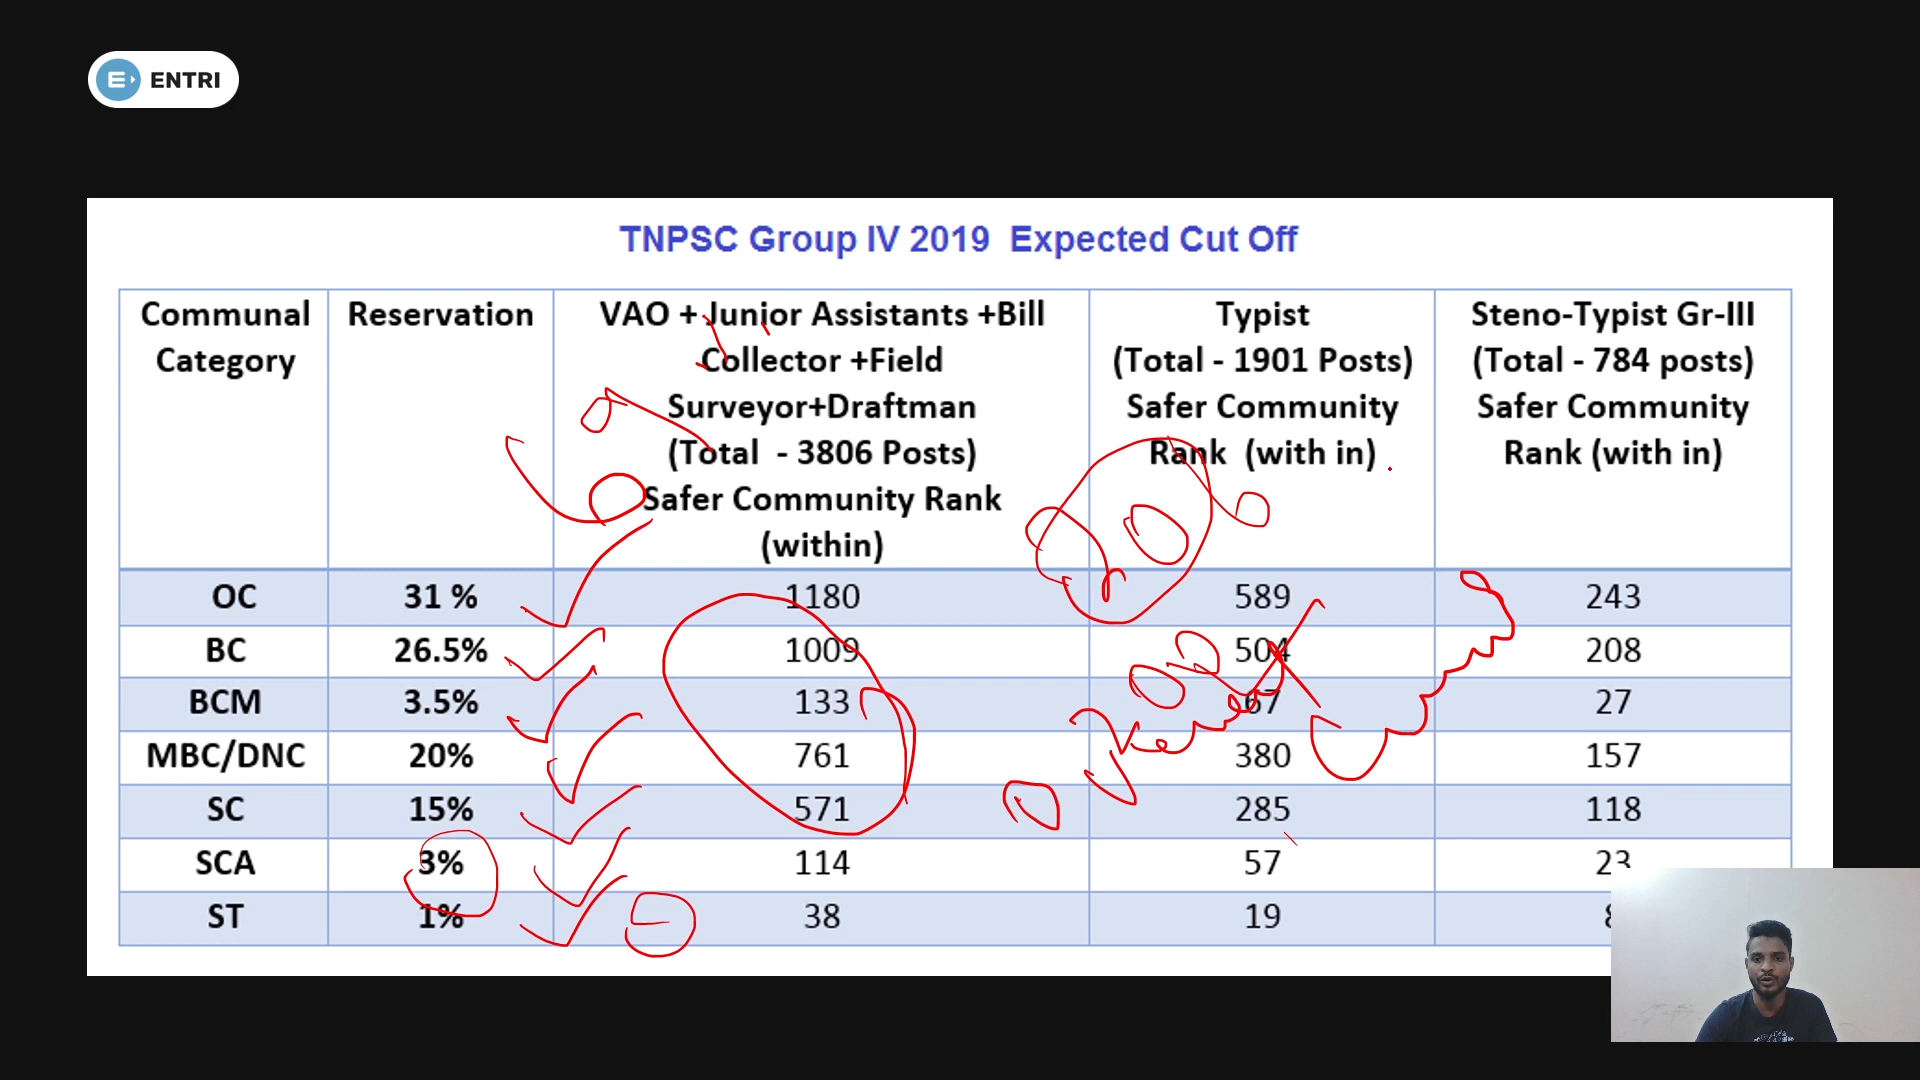 ENTRI
TNPSC Group IV 2019 Expected Cut Off
Communal Category
Reservation
VAO + Junior Assistants +Bill
Collector +Field
Surveyor+Draftman
(Total - 3806 Posts)
Safer Community Rank
(within)
Typist
(Total - 1901 Posts)
Safer Community
Rank (with in)
Steno-Typist Gr-III
(Total - 784 posts)
Safer Community
Rank (with in)
OC 31 % 1180 589 243
BC 26.5% 1009 504 208
BCM 3.5% 133 67 27
MBC/DNC 20% 761 380 157
SC 15% 571 285 118
SCA 3% 114 57 23
ST 1% 38 19